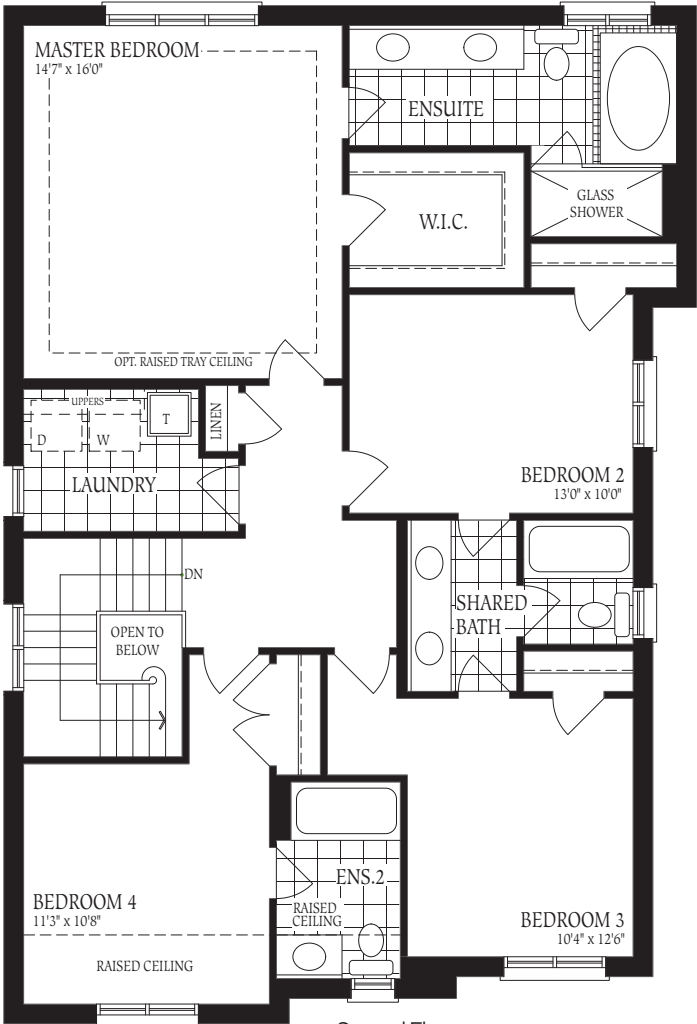 MASTER BEDROOM
14'7" x 16'0"
ENSUITE
GLASS
SHOWER
W.I.C.
OPT. RAISED TRAY CEILING
UPPERS
D
W
T
LINEN
LAUNDRY
BEDROOM 2
13'0" x 10'0"
DN
OPEN TO
BELOW
SHARED
BATH
ENS.2
RAISED
CEILING
BEDROOM 4
11'3" x 10'8"
RAISED CEILING
BEDROOM 3
10'4" x 12'6"